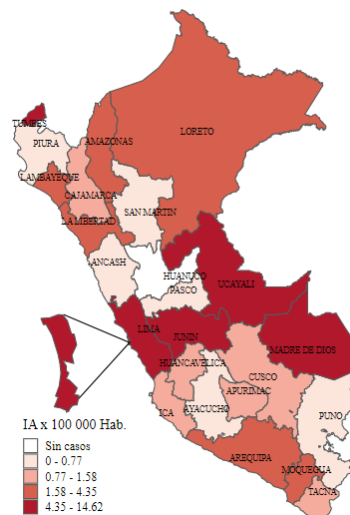 TUMBES
PIURA
AMAZONAS
LORETO
LAMBAYEQUE
CAJAMARCA
LA LIBERTAD
SAN MARTIN
ANCASH
HUANUCO
PASCO
UCAYALI
LIMA
JUNIN
MADRE DE DIOS
HUANCAVELICA
CUSCO
APURIMAC
ICA
AYACUCHO
PUNO
AREQUIPA
MOQUEGUA
TACNA
IA x 100 000 Hab.
Sin casos
0 - 0.77
0.77 - 1.58
1.58 - 4.35
4.35 - 14.62